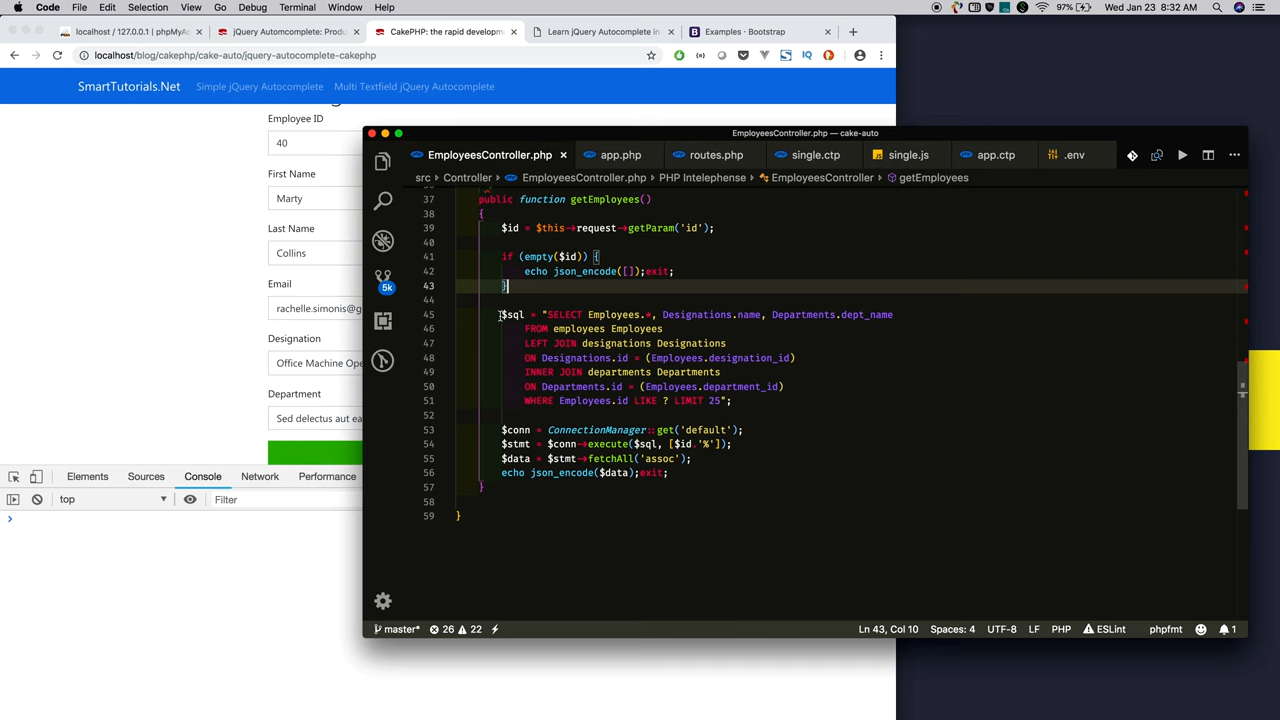 Code File Edit Selection View Go Debug Terminal Window Help
97% Wed Jan 23 8:32 AM
localhost / 127.0.0.1 | phpMyAc
jQuery Automcomplete: Produ
CakePHP: the rapid developm
Learn jQuery Autocomplete in
Examples · Bootstrap
localhost/blog/cakephp/cake-auto/jquery-autocomplete-cakephp
SmartTutorials.Net Simple jQuery Autocomplete Multi Textfield jQuery Autocomplete
Employee ID
40
First Name
Marty
Last Name
Collins
Email
rachelle.simonis@g
Designation
Office Machine Ope
Department
Sed delectus aut ea
Elements Console Network Performance
top Filter
EmployeesController.php — cake-auto
EmployeesController.php app.php routes.php single.ctp single.js app.ctp .env
src Controller EmployeesController.php PHP Intelephense EmployeesController getEmployees
5k
37 public function getEmployees()
38 {
39 $id = $this→request→getParam('id');
40
41 if (empty($id)) {
42 echo json_encode([]);exit;
43 }
44
45 $sql = "SELECT Employees.*, Designations.name, Departments.dept_name
46 FROM employees Employees
47 LEFT JOIN designations Designations
48 ON Designations.id = (Employees.designation_id)
49 INNER JOIN departments Departments
50 ON Departments.id = (Employees.department_id)
51 WHERE Employees.id LIKE ? LIMIT 25";
52
53 $conn = ConnectionManager::get('default');
54 $stmt = $conn→execute($sql, [$id.'%']);
55 $data = $stmt→fetchAll('assoc');
56 echo json_encode($data);exit;
57 }
58
59 }
master* 26 22 Ln 43, Col 10 Spaces: 4 UTF-8 LF PHP ESLint phpfmt 1